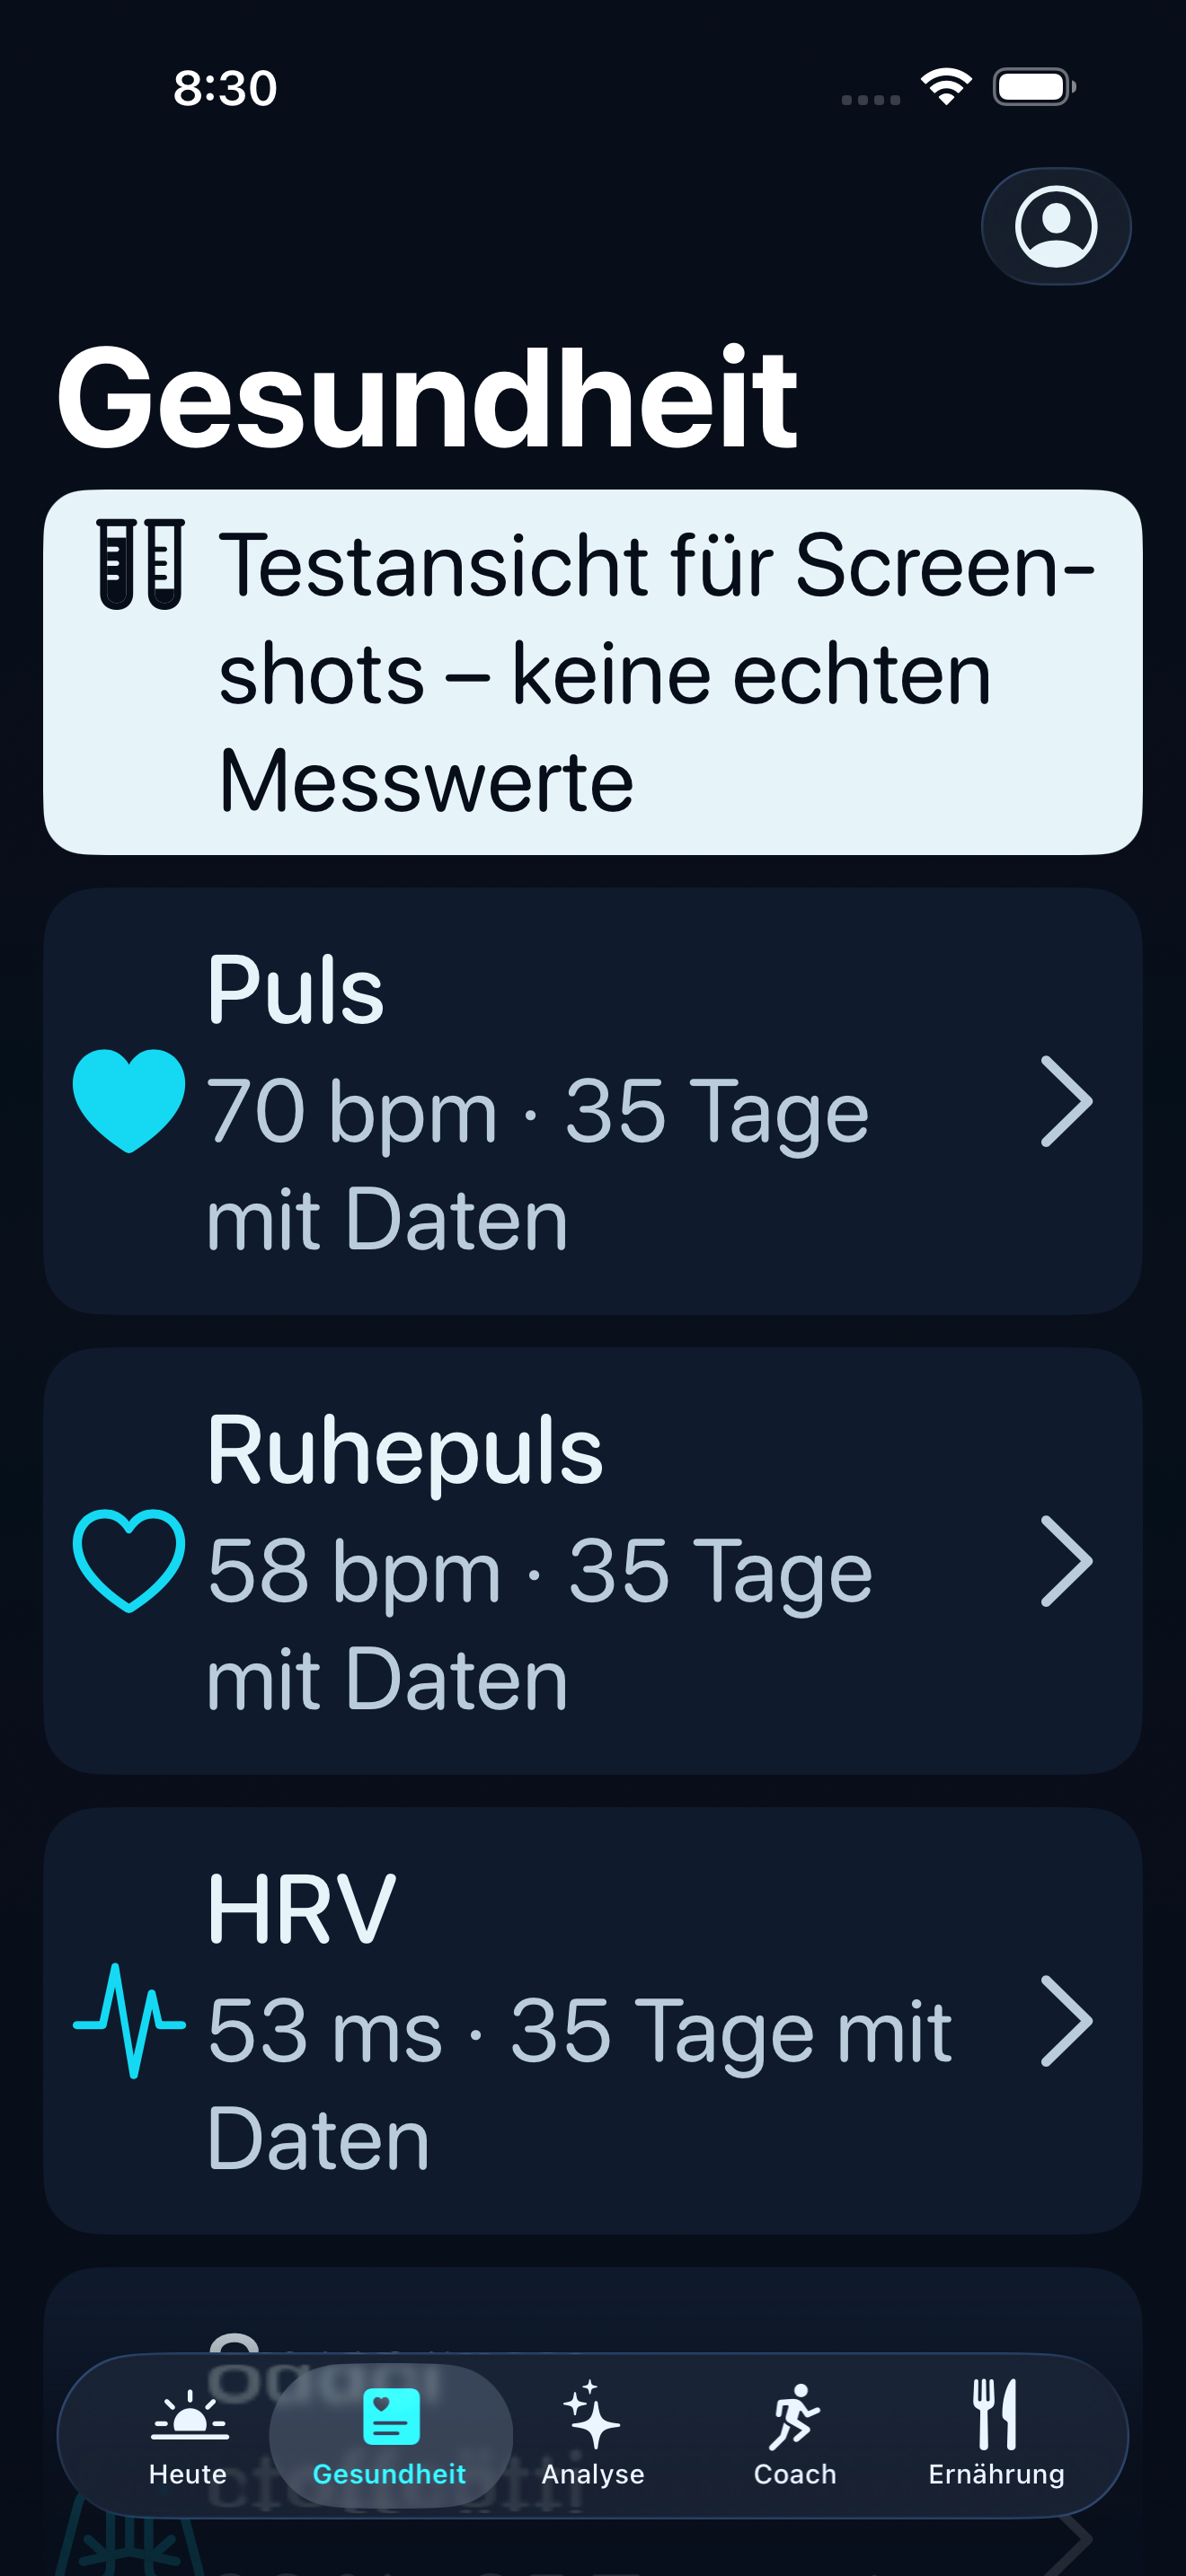 8:30
Gesundheit
Testansicht für Screen-
shots – keine echten
Messwerte
Puls
70 bpm · 35 Tage
mit Daten
Ruhepuls
58 bpm · 35 Tage
mit Daten
HRV
53 ms · 35 Tage mit
Daten
Heute
Gesundheit
Analyse
Coach
Ernährung